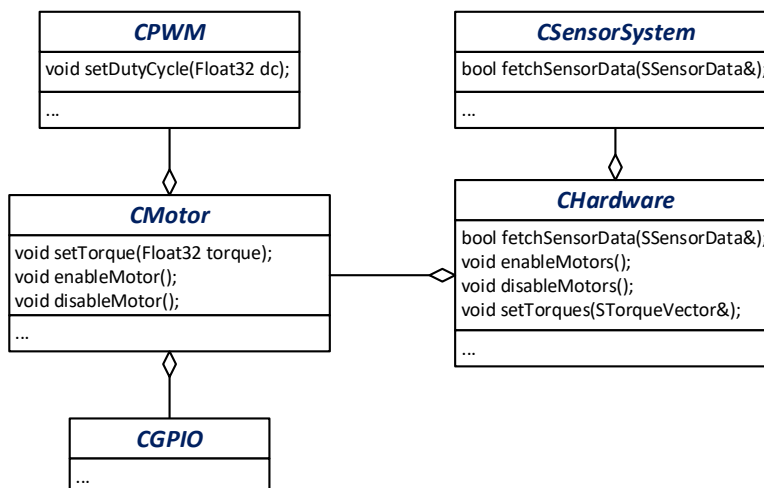 CPWM
void setDutyCycle(Float32 dc);
...
CSensorSystem
bool fetchSensorData(SSensorData&);
...
CMotor
void setTorque(Float32 torque);
void enableMotor();
void disableMotor();
...
CHardware
bool fetchSensorData(SSensorData&);
void enableMotors();
void disableMotors();
void setTorques(STorqueVector&);
...
CGPIO
...